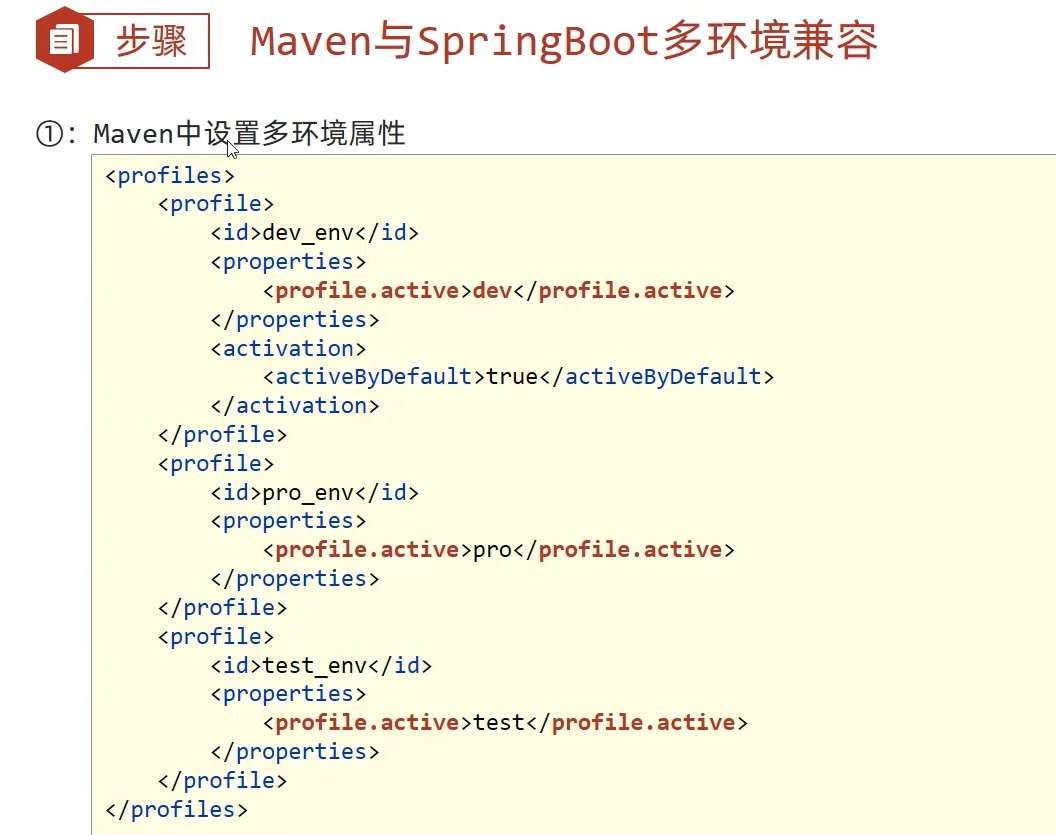 步骤
Maven与SpringBoot多环境兼容
①：Maven中设置多环境属性
<profiles>
    <profile>
        <id>dev_env</id>
        <properties>
            <profile.active>dev</profile.active>
        </properties>
        <activation>
            <activeByDefault>true</activeByDefault>
        </activation>
    </profile>
    <profile>
        <id>pro_env</id>
        <properties>
            <profile.active>pro</profile.active>
        </properties>
    </profile>
    <profile>
        <id>test_env</id>
        <properties>
            <profile.active>test</profile.active>
        </properties>
    </profile>
</profiles>